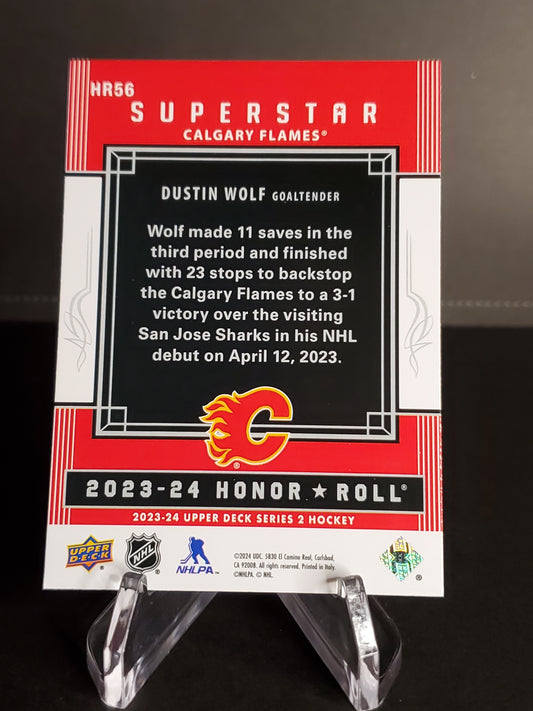 HR56
SUPERSTAR
CALGARY FLAMES®
DUSTIN WOLF GOALTENDER
Wolf made 11 saves in the
third period and finished
with 23 stops to backstop
the Calgary Flames to a 3-1
victory over the visiting
San Jose Sharks in his NHL
debut on April 12, 2023.
2023-24 HONOR ★ ROLL®
2023-24 UPPER DECK SERIES 2 HOCKEY
UPPER DECK
NHL
NHLPA
©2024 UDC. 5830 El Camino Real, Carlsbad,
CA 92008. All rights reserved. Printed in Italy.
©NHLPA. © NHL.